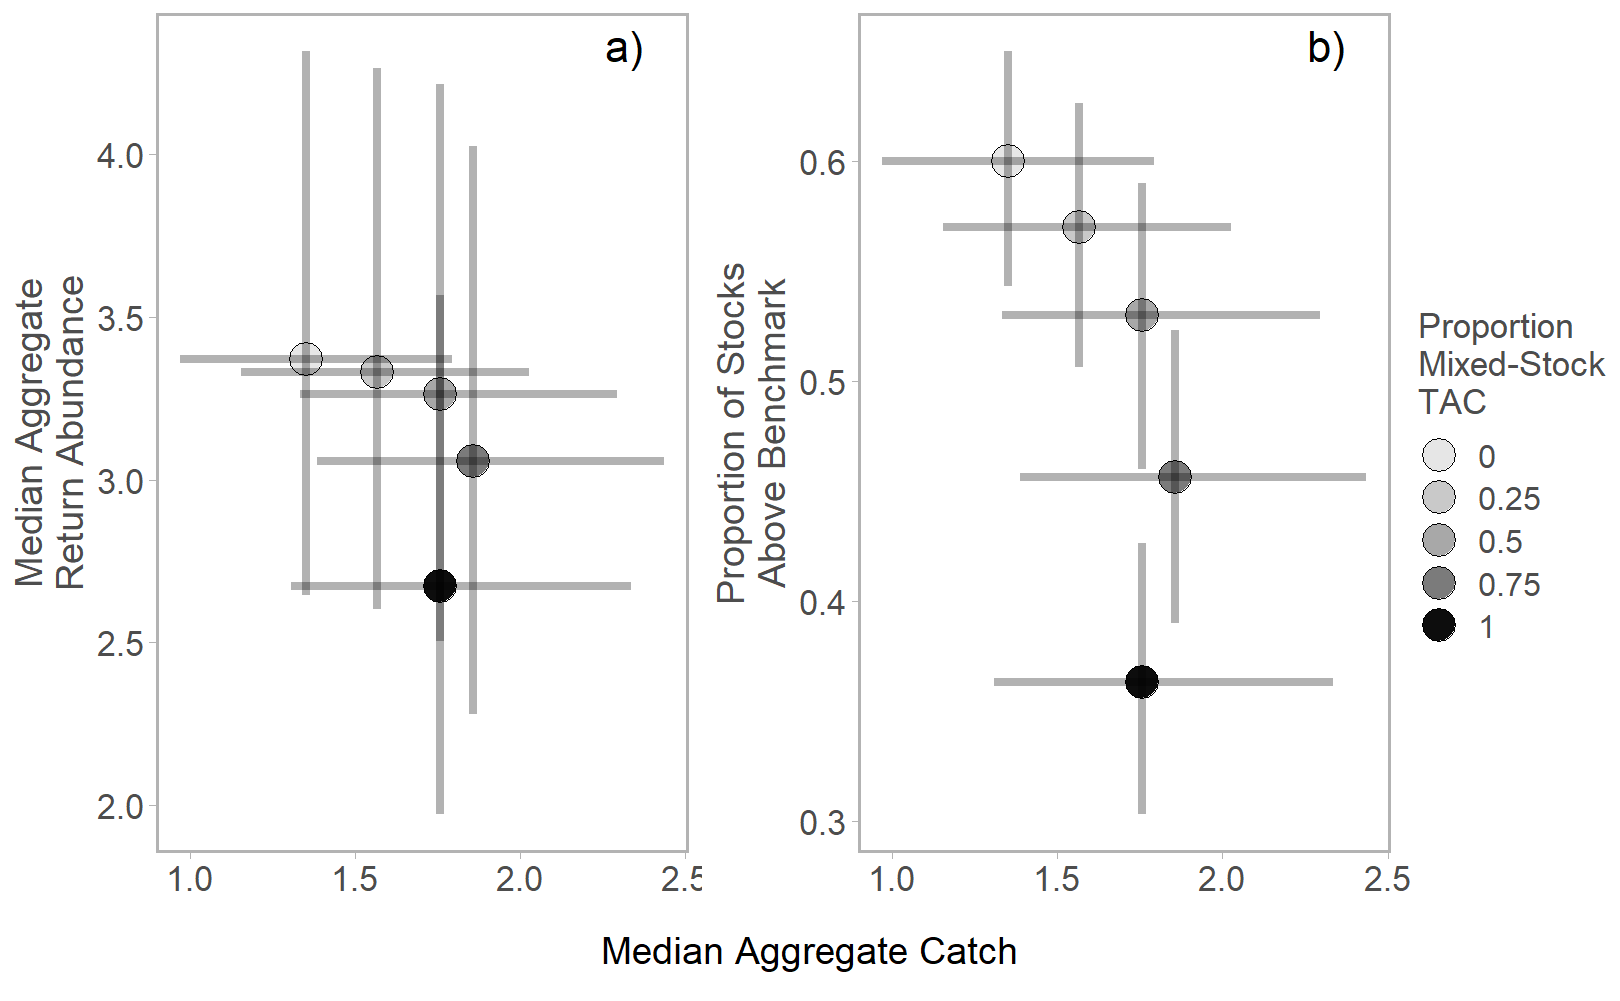 a)
Median Aggregate
Return Abundance
4.0
3.5
3.0
2.5
2.0
1.0
1.5
2.0
2.5
b)
Proportion of Stocks
Above Benchmark
0.6
0.5
0.4
0.3
1.0
1.5
2.0
2.5
Median Aggregate Catch
Proportion
Mixed-Stock
TAC
0
0.25
0.5
0.75
1